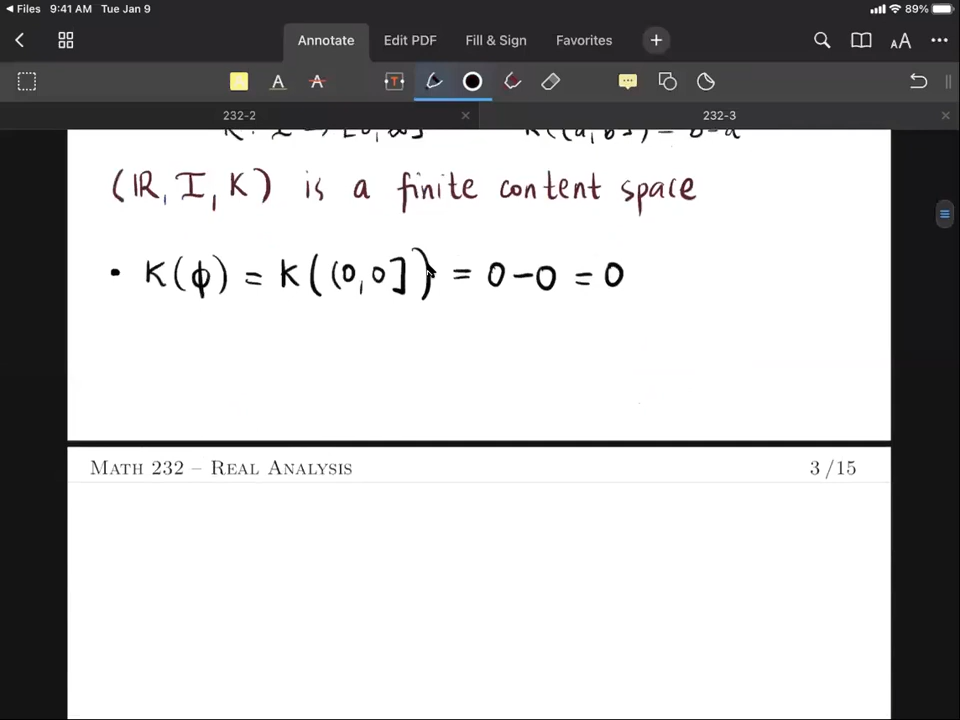 Files 9:41 AM Tue Jan 9 89%
Annotate Edit PDF Fill & Sign Favorites
232-2 232-3
(ℝ, I, K) is a finite content space
• K(ϕ) = K((0,0]) = 0-0 = 0
MATH 232 – REAL ANALYSIS 3 / 15